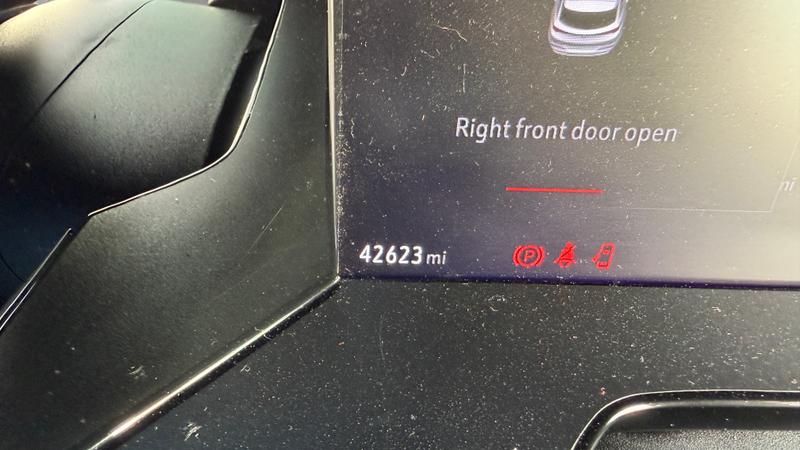 Right front door open
42623 mi
P